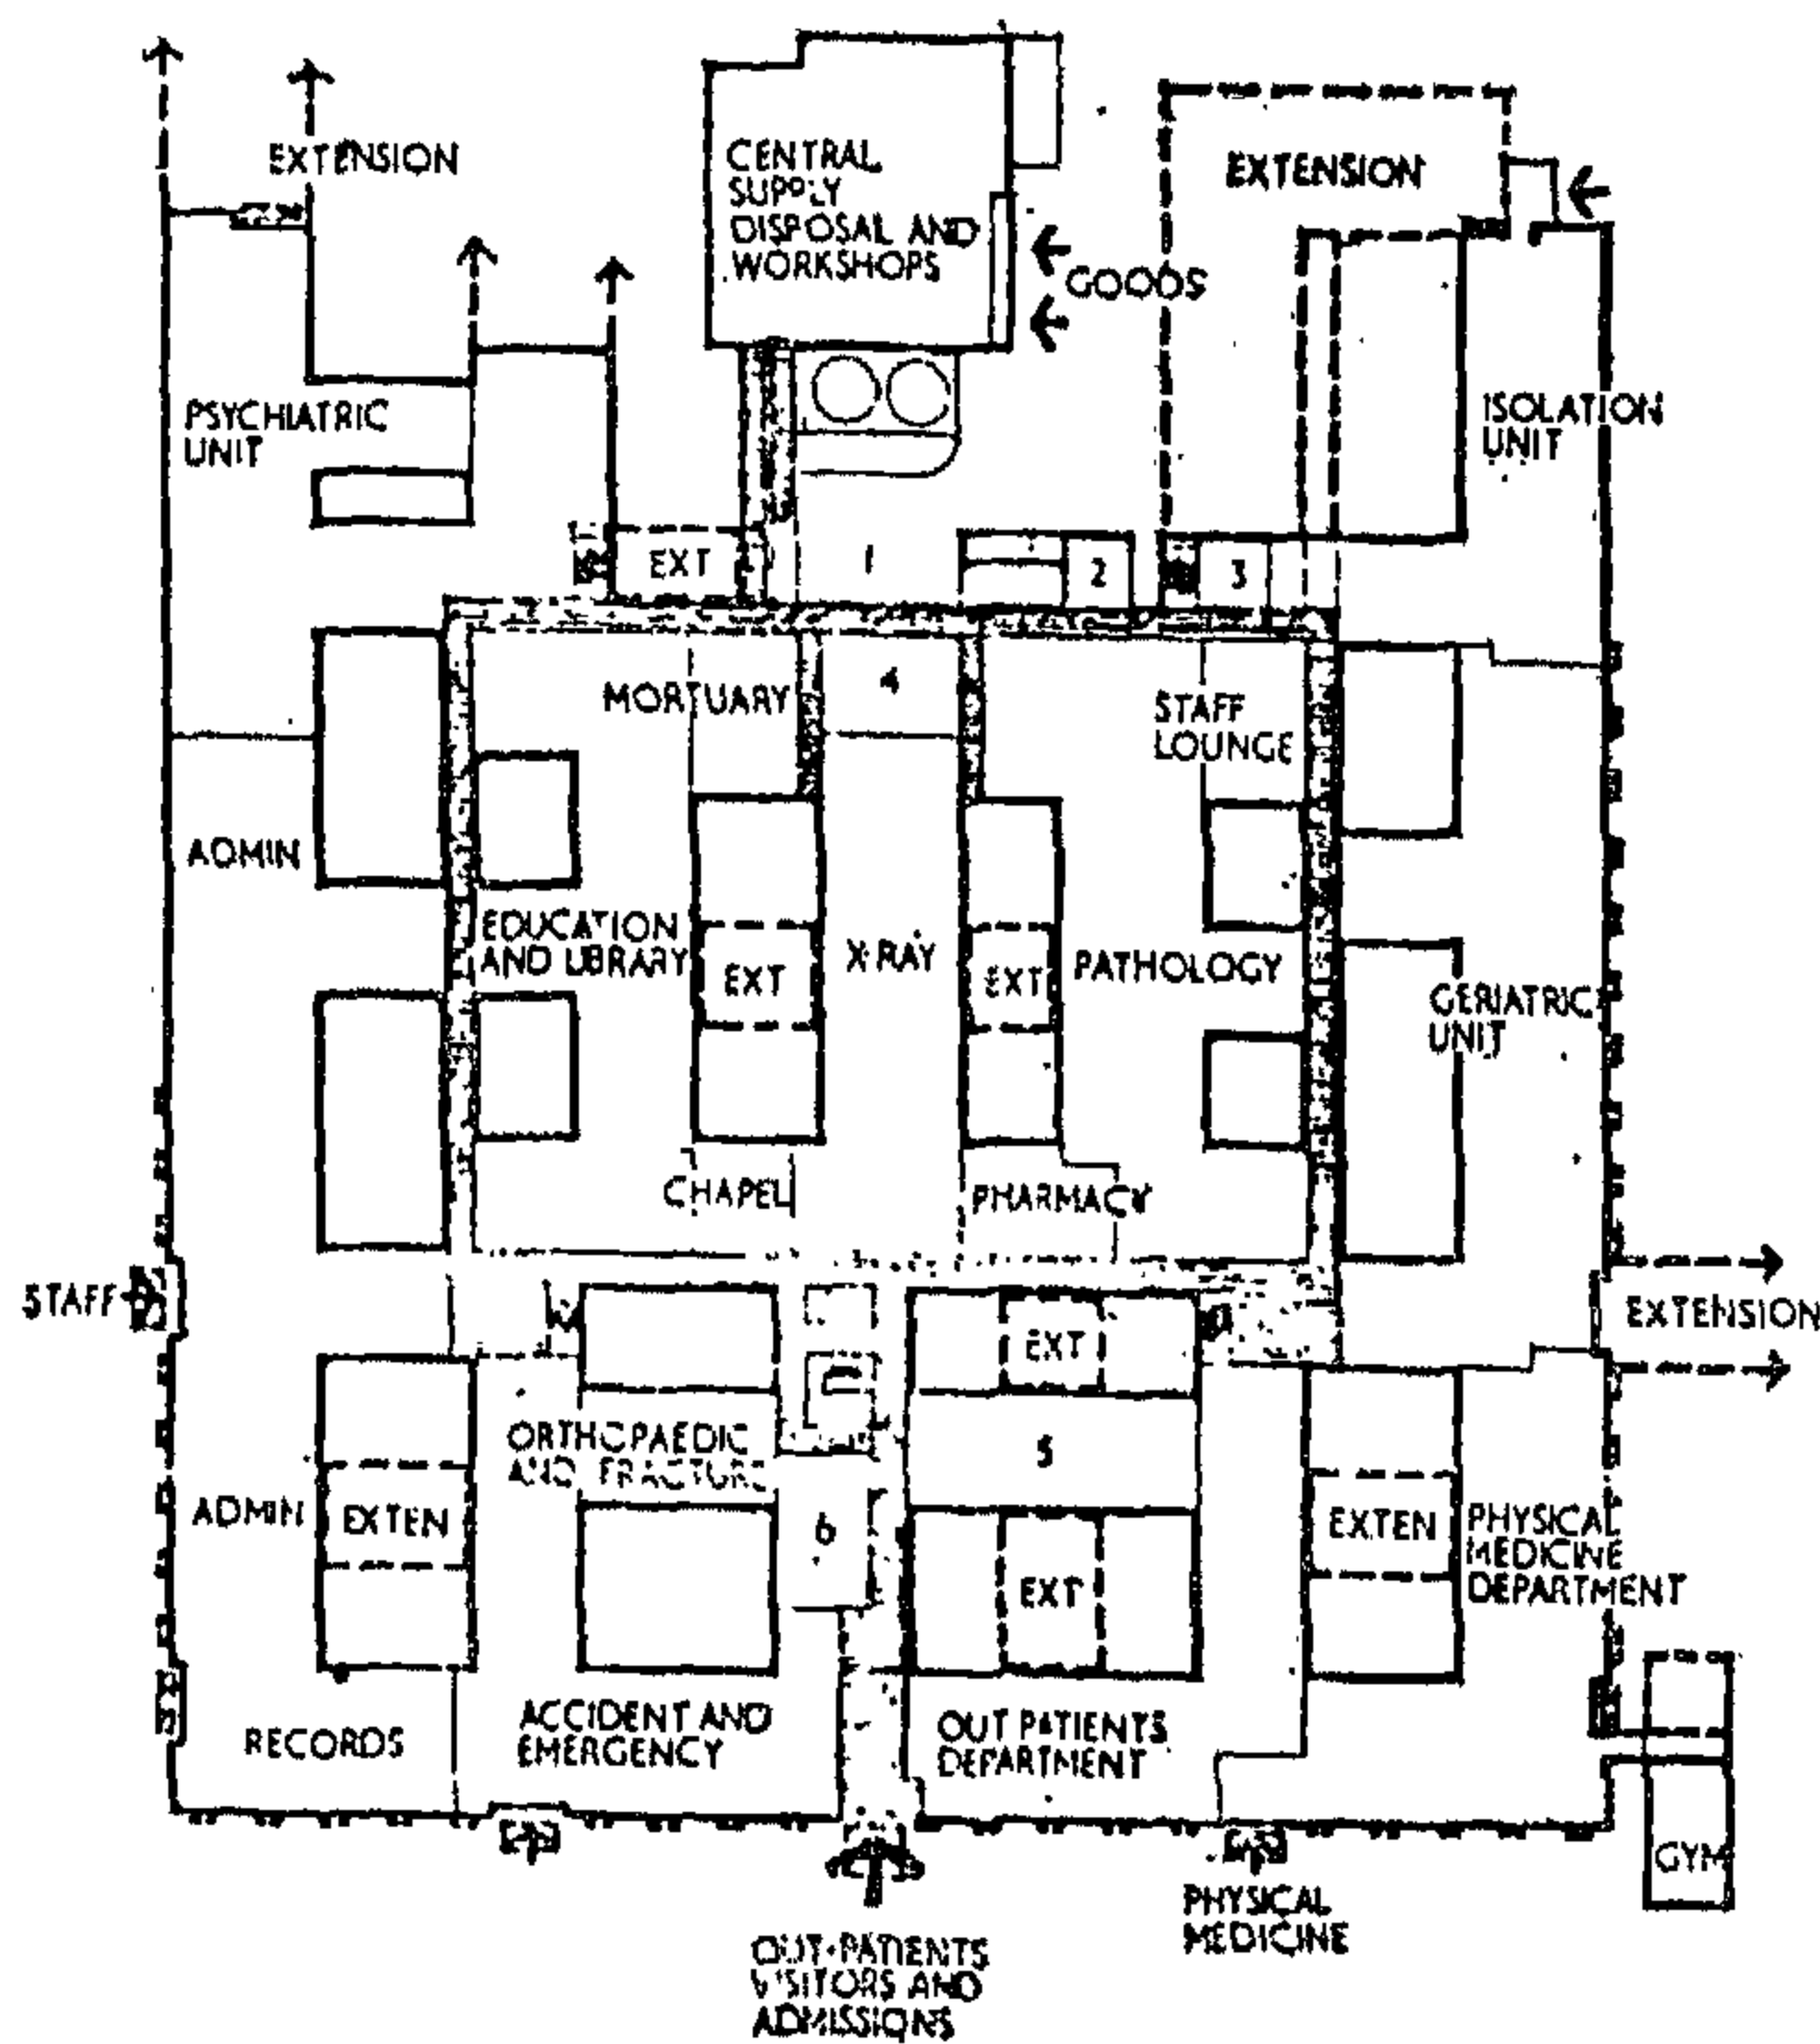 EXTENSION
CENTRAL
SUPPLY
DISPOSAL AND
WORKSHOPS
EXTENSION
GOODS
PSYCHIATRIC
UNIT
ISOLATION
UNIT
EXT
1
2
3
MORTUARY
4
STAFF
LOUNGE
ADMIN
EDUCATION
AND LIBRARY
EXT
X-RAY
EXT
PATHOLOGY
GERIATRIC
UNIT
CHAPEL
PHARMACY
STAFF
EXT
EXTENSION
ORTHOPAEDIC
AND FRACTURE
5
ADMIN
EXTEN
6
EXT
EXTEN
PHYSICAL
MEDICINE
DEPARTMENT
RECORDS
ACCIDENT AND
EMERGENCY
OUT PATIENTS
DEPARTMENT
GYM
PHYSICAL
MEDICINE
OUT-PATIENTS
VISITORS AND
ADMISSIONS